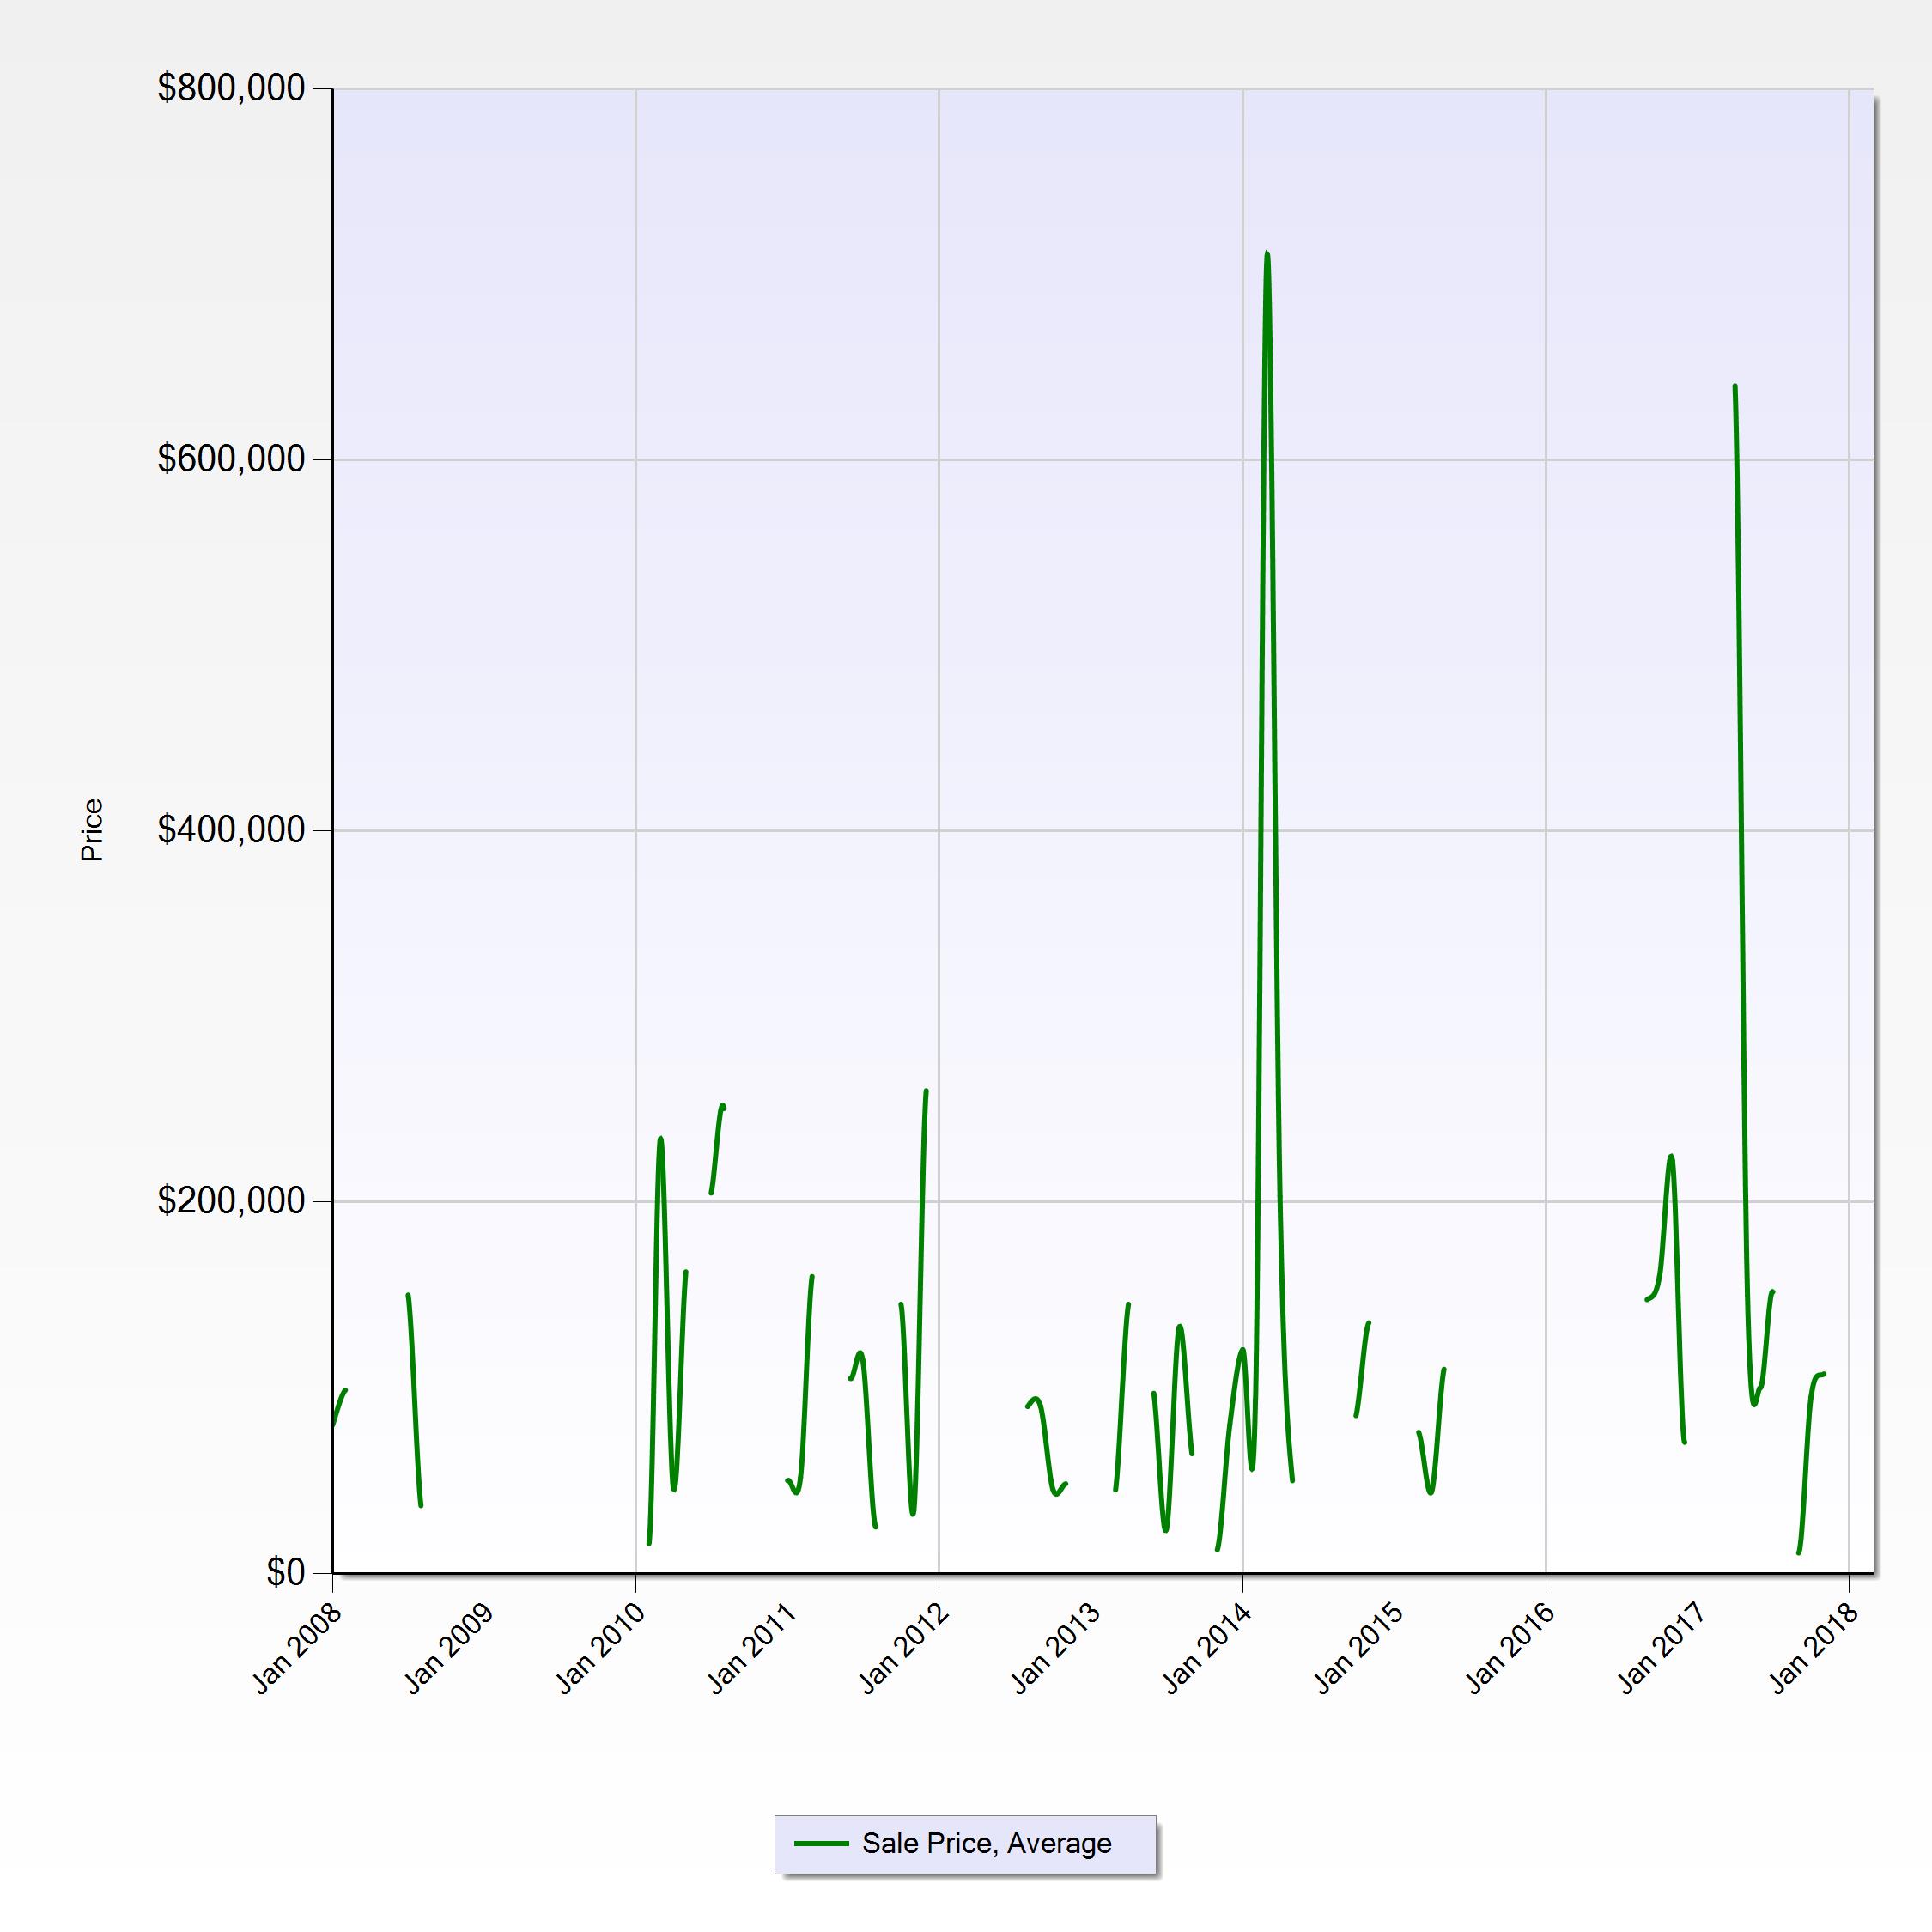 $800,000
$600,000
$400,000
$200,000
$0
Price
Jan 2008
Jan 2009
Jan 2010
Jan 2011
Jan 2012
Jan 2013
Jan 2014
Jan 2015
Jan 2016
Jan 2017
Jan 2018
Sale Price, Average